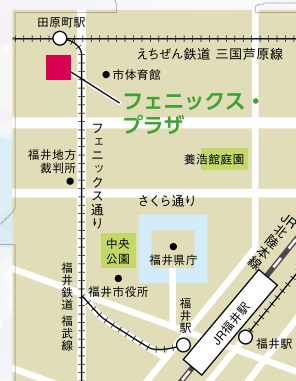 田原町駅
えちぜん鉄道 三国芦原線
市体育館
フェニックス・
プラザ
フェニックス通り
福井地方
裁判所
養浩館庭園
さくら通り
中央
公園
福井県庁
JR北陸本線
福井市役所
福井鉄道 福武線
福井駅
JR福井駅
福井駅